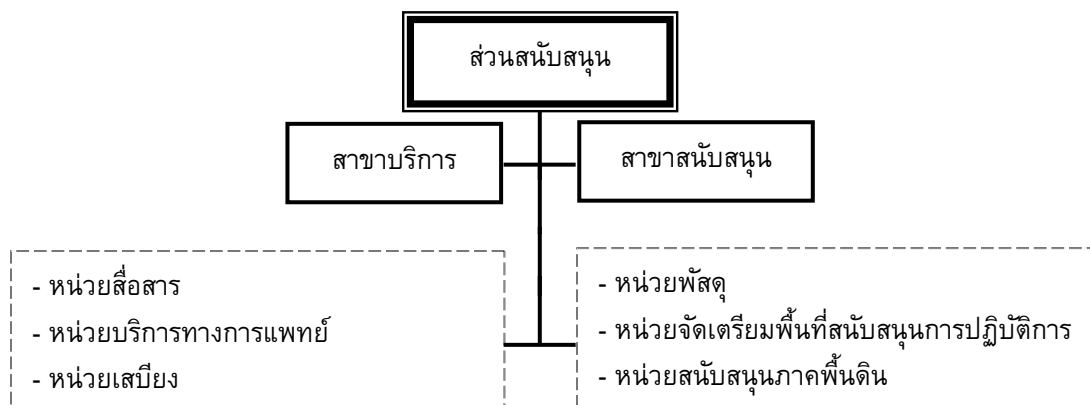 ส่วนสนับสนุน
สาขาบริการ
สาขาสนับสนุน
- หน่วยสื่อสาร
- หน่วยบริการทางการแพทย์
- หน่วยเสบียง
- หน่วยพัสดุ
- หน่วยจัดเตรียมพื้นที่สนับสนุนการปฏิบัติการ
- หน่วยสนับสนุนภาคพื้นดิน